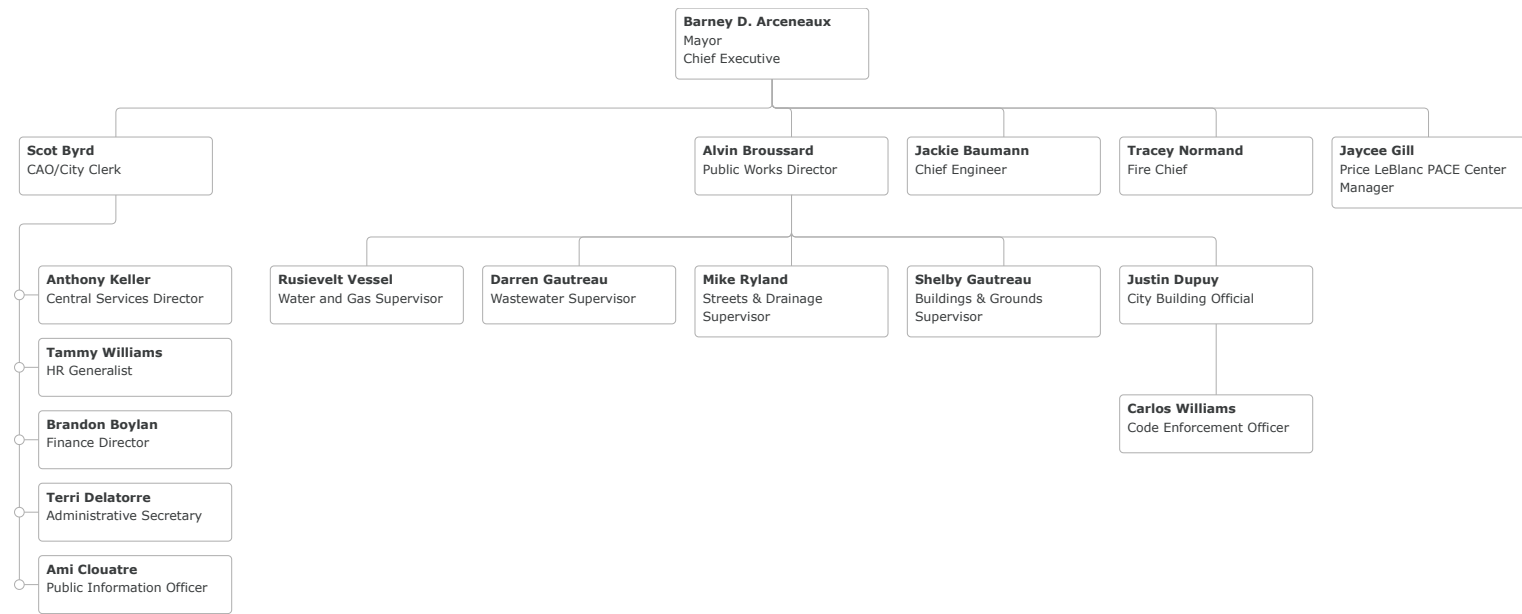 Barney D. Arceneaux
Mayor
Chief Executive
Scot Byrd
CAO/City Clerk
Alvin Broussard
Public Works Director
Jackie Baumann
Chief Engineer
Tracey Normand
Fire Chief
Jaycee Gill
Price LeBlanc PACE Center
Manager
Anthony Keller
Central Services Director
Tammy Williams
HR Generalist
Brandon Boylan
Finance Director
Terri Delatorre
Administrative Secretary
Ami Clouatre
Public Information Officer
Rusievelt Vessel
Water and Gas Supervisor
Darren Gautreau
Wastewater Supervisor
Mike Ryland
Streets & Drainage
Supervisor
Shelby Gautreau
Buildings & Grounds
Supervisor
Justin Dupuy
City Building Official
Carlos Williams
Code Enforcement Officer